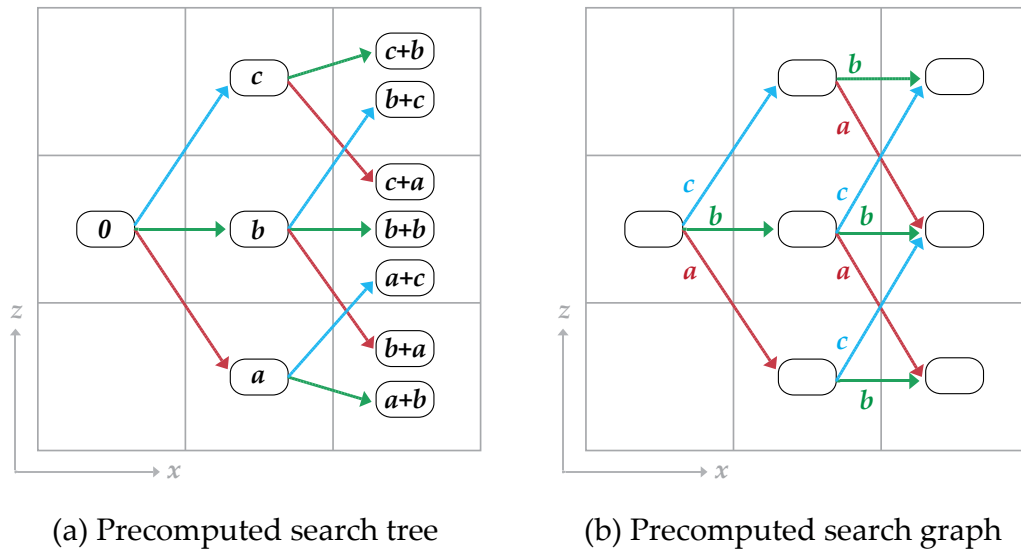 c+b
c
b+c
c+a
0
b
b+b
a+c
z
b+a
a
a+b
x
(a) Precomputed search tree
b
a
c
c
b
b
a
a
c
b
z
x
(b) Precomputed search graph